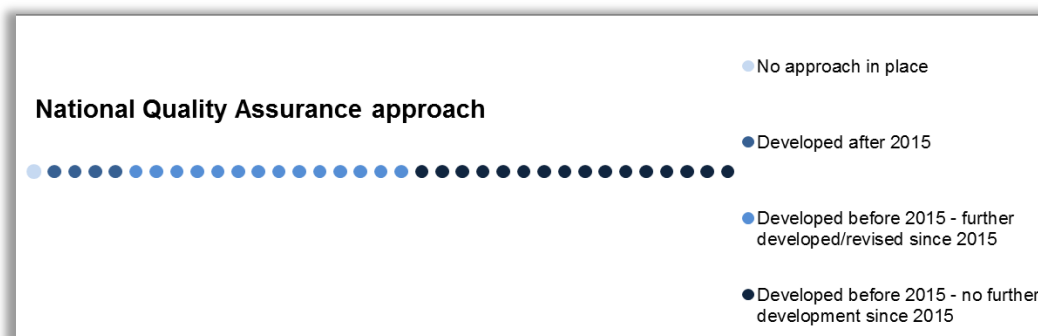 No approach in place
National Quality Assurance approach
Developed after 2015
Developed before 2015 - further
developed/revised since 2015
Developed before 2015 - no further
development since 2015